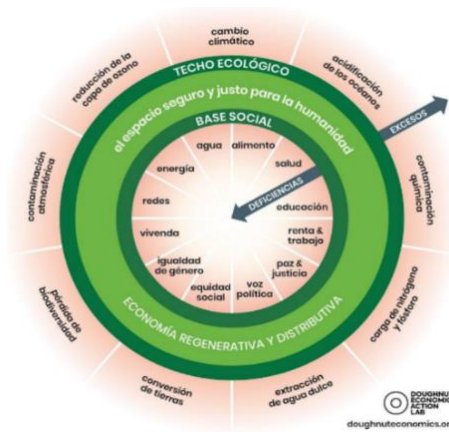 cambio
climático
acidificación
de los océanos
contaminación
química
carga de nitrógeno
y fósforo
extracción
de agua dulce
conversión
de tierras
pérdida de
biodiversidad
contaminación
atmosférica
reducción de la
capa de ozono
TECHO ECOLÓGICO
EXCESOS
el espacio seguro y justo para la humanidad
BASE SOCIAL
agua
alimento
salud
DEFICIENCIAS
educación
renta &
trabajo
paz &
justicia
voz
política
equidad
social
igualdad
de género
vivienda
redes
energía
ECONOMÍA REGENERATIVA Y DISTRIBUTIVA
DOUGHNUT
ECONOMICS
ACTION
LAB
doughnuteconomics.or